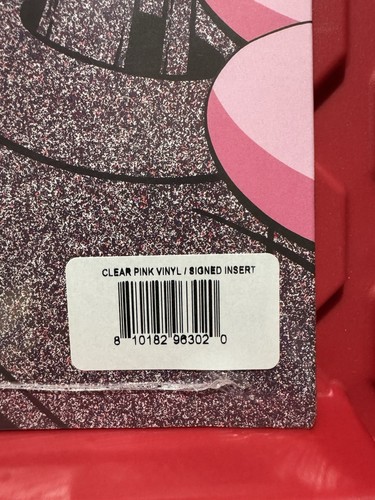 CLEAR PINK VINYL / SIGNED INSERT
8 10182 96302 0